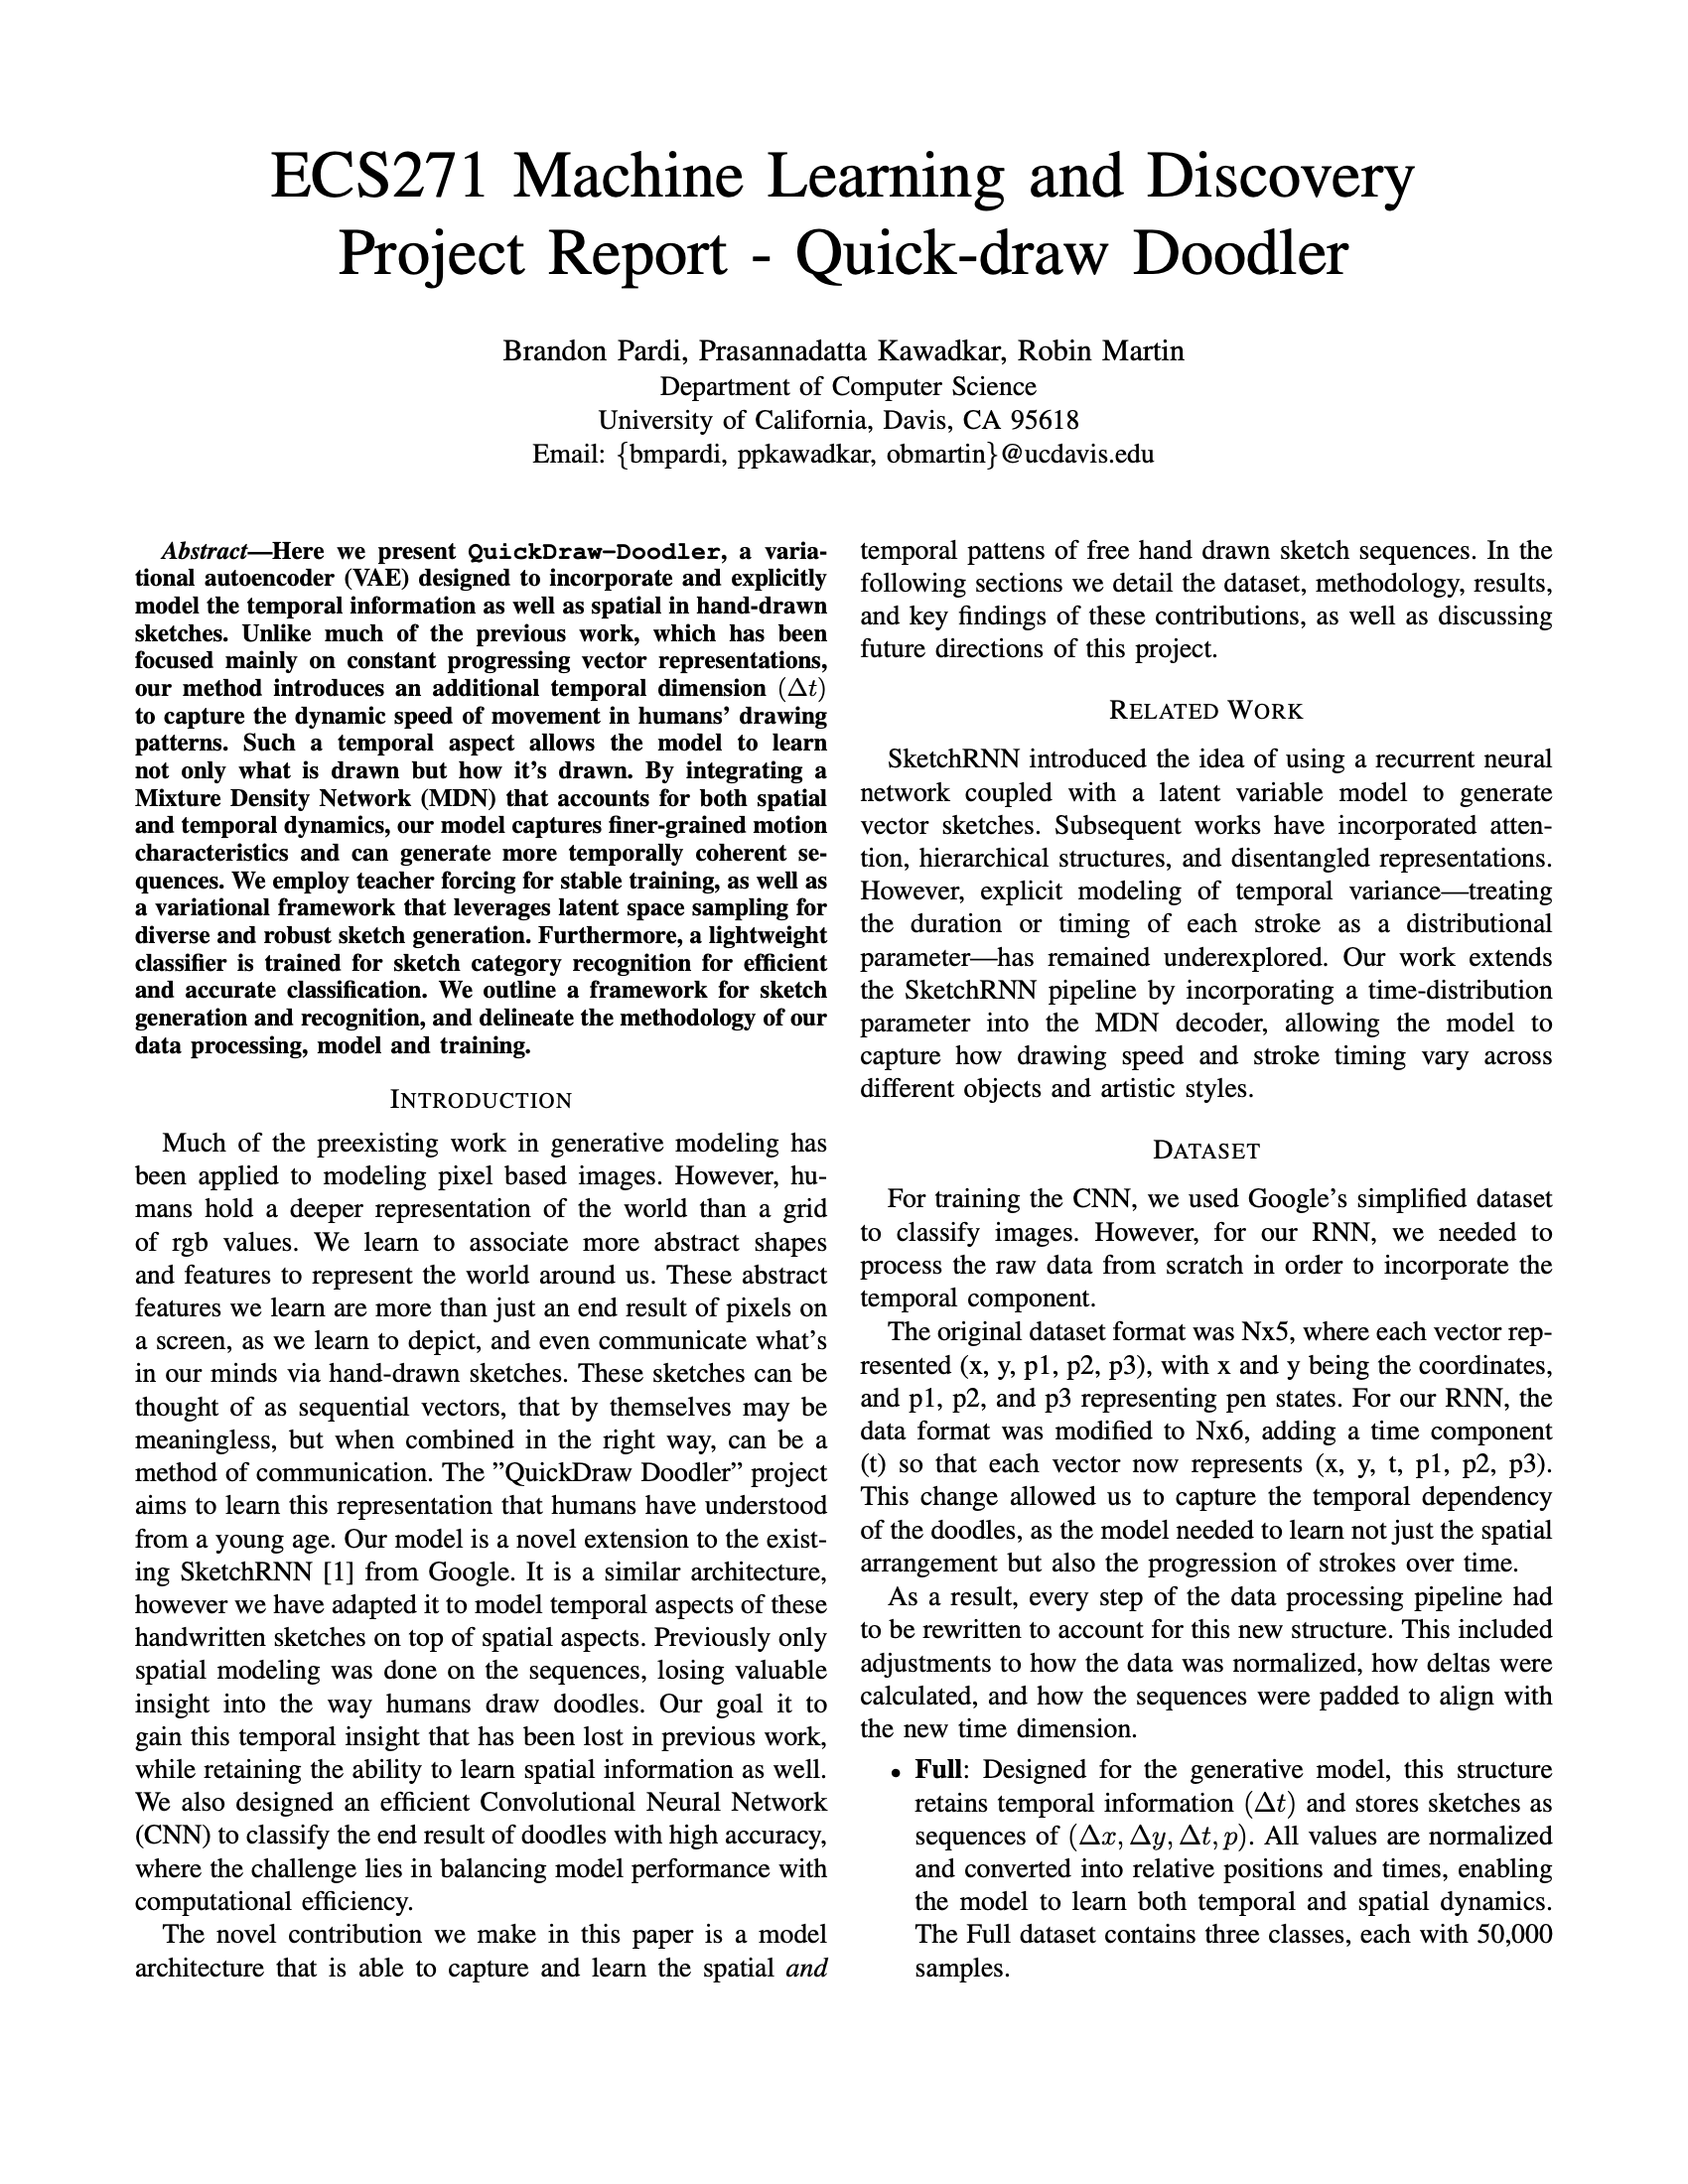 ECS271 Machine Learning and Discovery
Project Report - Quick-draw Doodler
Brandon Pardi, Prasannadatta Kawadkar, Robin Martin
Department of Computer Science
University of California, Davis, CA 95618
Email: {bmpardi, ppkawadkar, obmartin}@ucdavis.edu
Abstract—Here we present QuickDraw-Doodler, a varia-
tional autoencoder (VAE) designed to incorporate and explicitly
model the temporal information as well as spatial in hand-drawn
sketches. Unlike much of the previous work, which has been
focused mainly on constant progressing vector representations,
our method introduces an additional temporal dimension (Δt)
to capture the dynamic speed of movement in humans' drawing
patterns. Such a temporal aspect allows the model to learn
not only what is drawn but how it's drawn. By integrating a
Mixture Density Network (MDN) that accounts for both spatial
and temporal dynamics, our model captures finer-grained motion
characteristics and can generate more temporally coherent se-
quences. We employ teacher forcing for stable training, as well as
a variational framework that leverages latent space sampling for
diverse and robust sketch generation. Furthermore, a lightweight
classifier is trained for sketch category recognition for efficient
and accurate classification. We outline a framework for sketch
generation and recognition, and delineate the methodology of our
data processing, model and training.
INTRODUCTION
Much of the preexisting work in generative modeling has
been applied to modeling pixel based images. However, hu-
mans hold a deeper representation of the world than a grid
of rgb values. We learn to associate more abstract shapes
and features to represent the world around us. These abstract
features we learn are more than just an end result of pixels on
a screen, as we learn to depict, and even communicate what's
in our minds via hand-drawn sketches. These sketches can be
thought of as sequential vectors, that by themselves may be
meaningless, but when combined in the right way, can be a
method of communication. The ”QuickDraw Doodler” project
aims to learn this representation that humans have understood
from a young age. Our model is a novel extension to the exist-
ing SketchRNN [1] from Google. It is a similar architecture,
however we have adapted it to model temporal aspects of these
handwritten sketches on top of spatial aspects. Previously only
spatial modeling was done on the sequences, losing valuable
insight into the way humans draw doodles. Our goal it to
gain this temporal insight that has been lost in previous work,
while retaining the ability to learn spatial information as well.
We also designed an efficient Convolutional Neural Network
(CNN) to classify the end result of doodles with high accuracy,
where the challenge lies in balancing model performance with
computational efficiency.
The novel contribution we make in this paper is a model
architecture that is able to capture and learn the spatial and
temporal pattens of free hand drawn sketch sequences. In the
following sections we detail the dataset, methodology, results,
and key findings of these contributions, as well as discussing
future directions of this project.
RELATED WORK
SketchRNN introduced the idea of using a recurrent neural
network coupled with a latent variable model to generate
vector sketches. Subsequent works have incorporated atten-
tion, hierarchical structures, and disentangled representations.
However, explicit modeling of temporal variance—treating
the duration or timing of each stroke as a distributional
parameter—has remained underexplored. Our work extends
the SketchRNN pipeline by incorporating a time-distribution
parameter into the MDN decoder, allowing the model to
capture how drawing speed and stroke timing vary across
different objects and artistic styles.
DATASET
For training the CNN, we used Google's simplified dataset
to classify images. However, for our RNN, we needed to
process the raw data from scratch in order to incorporate the
temporal component.
The original dataset format was Nx5, where each vector rep-
resented (x, y, p1, p2, p3), with x and y being the coordinates,
and p1, p2, and p3 representing pen states. For our RNN, the
data format was modified to Nx6, adding a time component
(t) so that each vector now represents (x, y, t, p1, p2, p3).
This change allowed us to capture the temporal dependency
of the doodles, as the model needed to learn not just the spatial
arrangement but also the progression of strokes over time.
As a result, every step of the data processing pipeline had
to be rewritten to account for this new structure. This included
adjustments to how the data was normalized, how deltas were
calculated, and how the sequences were padded to align with
the new time dimension.
• Full: Designed for the generative model, this structure
retains temporal information (Δt) and stores sketches as
sequences of (Δx, Δy, Δt, p). All values are normalized
and converted into relative positions and times, enabling
the model to learn both temporal and spatial dynamics.
The Full dataset contains three classes, each with 50,000
samples.